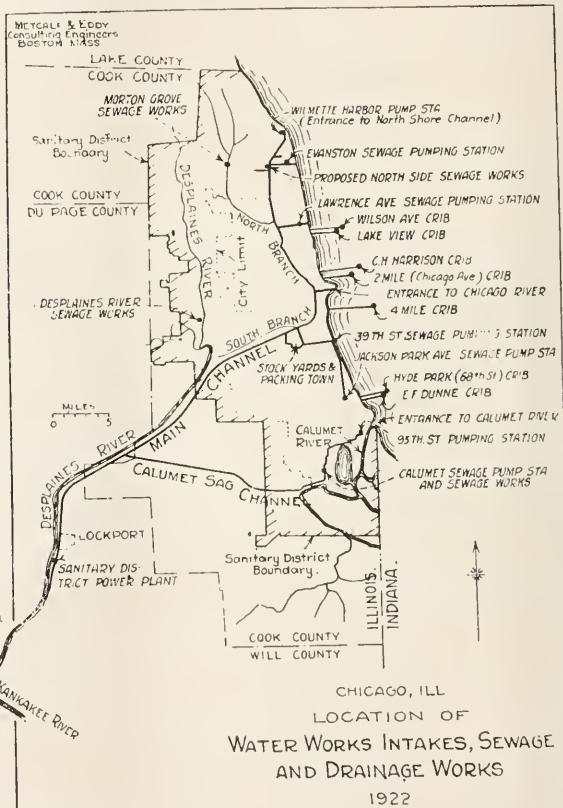 METCALF & EDDY
Consulting Engineers
BOSTON MASS
LAKE COUNTY
COOK COUNTY
MORTON GROVE
SEWAGE WORKS
WILMETTE HARBOR PUMP STA
(Entrance to North Shore Channel)
Sanitary District
Boundary
EVANSTON SEWAGE PUMPING STATION
PROPOSED NORTH SIDE SEWAGE WORKS
COOK COUNTY
DU PAGE COUNTY
DESPLAINES RIVER
LAWRENCE AVE SEWAGE PUMPING STATION
NORTH BRANCH
WILSON AVE CRIB
LAKE VIEW CRIB
City Limit
C.H HARRISON CRIB
2 MILE (Chicago Ave) CRIB
ENTRANCE TO CHICAGO RIVER
4 MILE CRIB
DESPLAINES RIVER
SEWAGE WORKS
SOUTH BRANCH
39TH ST. SEWAGE PUMPING STATION
JACKSON PARK AVE SEWAGE PUMP STA
STOCK YARDS &
PACKING TOWN
HYDE PARK (68th St) CRIB
E F DUNNE CRIB
MILES
0 5
ENTRANCE TO CALUMET RIVER
CALUMET
RIVER
95TH. ST PUMPING STATION
DESPLAINES RIVER
MAIN CHANNEL
CALUMET SAG CHANNEL
CALUMET SEWAGE PUMP STA
AND SEWAGE WORKS
LOCKPORT
SANITARY DIS-
TRICT POWER PLANT
Sanitary District
Boundary.
ILLINOIS.
INDIANA.
COOK COUNTY
WILL COUNTY
KANKAKEE RIVER
CHICAGO, ILL
LOCATION OF
WATER WORKS INTAKES, SEWAGE
AND DRAINAGE WORKS
1922